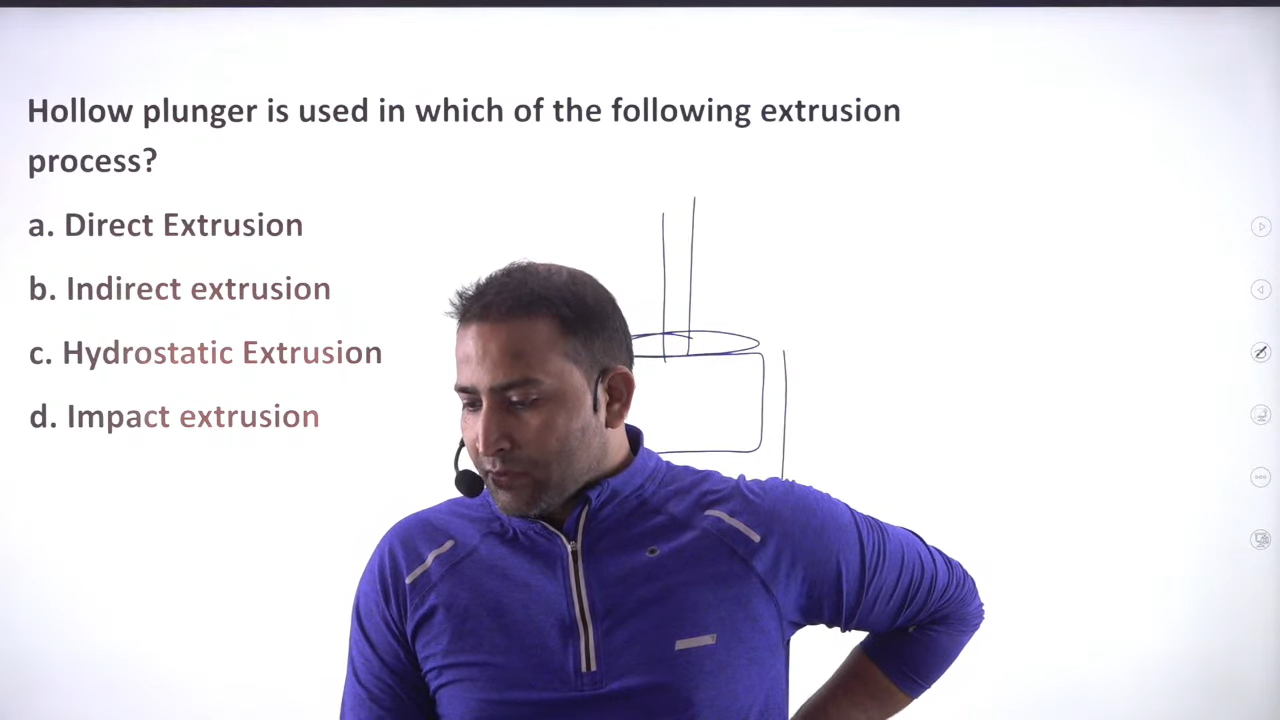 Hollow plunger is used in which of the following extrusion
process?
a. Direct Extrusion
b. Indirect extrusion
c. Hydrostatic Extrusion
d. Impact extrusion